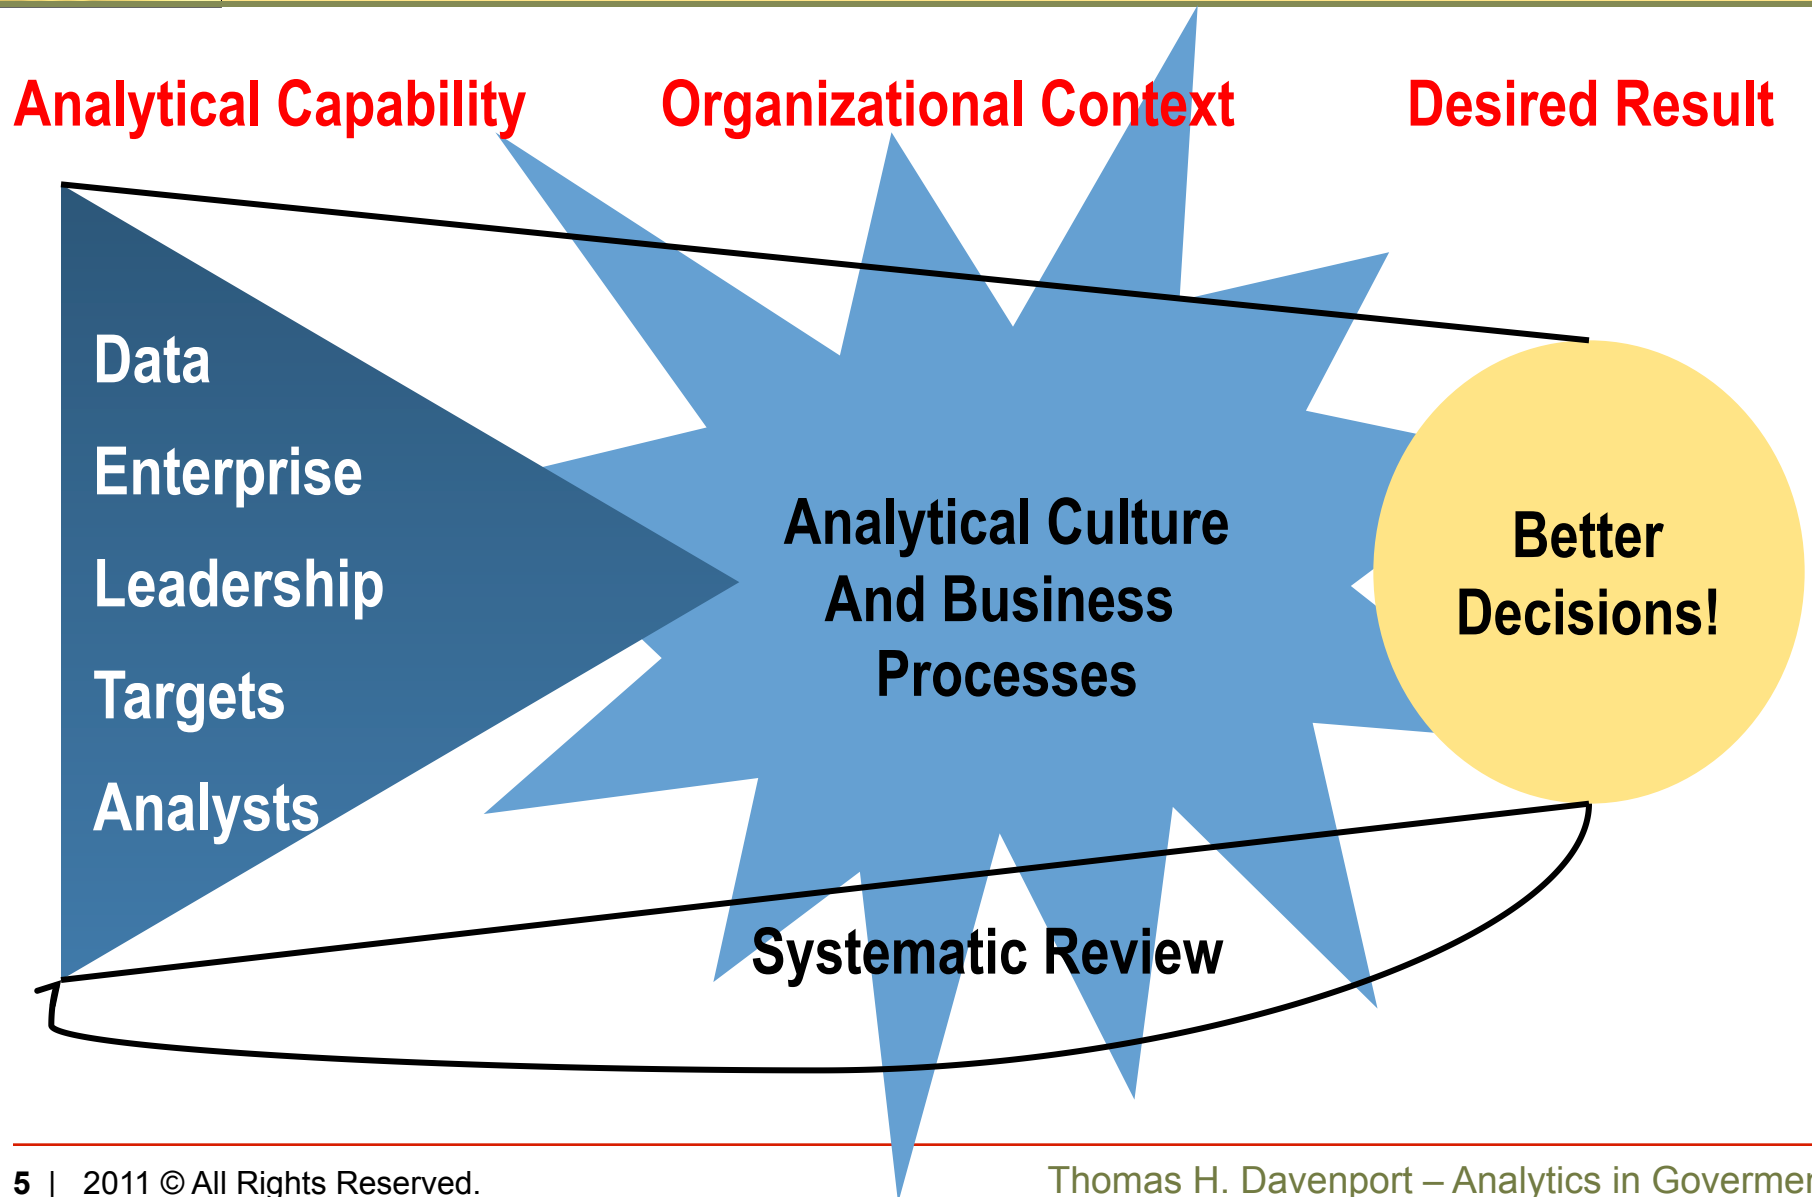 Analytical Capability
Organizational Context
Desired Result
Data
Enterprise
Leadership
Targets
Analysts
Analytical Culture
And Business
Processes
Better
Decisions!
Systematic Review
5 | 2011 © All Rights Reserved.
Thomas H. Davenport – Analytics in Govermen